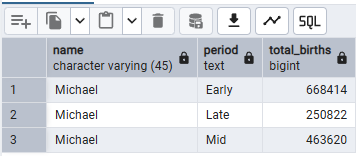 SQL
name period total_births
character varying (45) text bigint
1 Michael Early 668414
2 Michael Late 250822
3 Michael Mid 463620